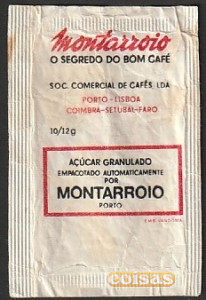 Montarroio
O SEGREDO DO BOM CAFÉ
SOC. COMERCIAL DE CAFÉS, LDA
PORTO-LISBOA
COIMBRA-SETUBAL-FARO
10/12g
AÇÚCAR GRANULADO
EMPACOTADO AUTOMATICAMENTE
POR
MONTARROIO
PORTO
coisas